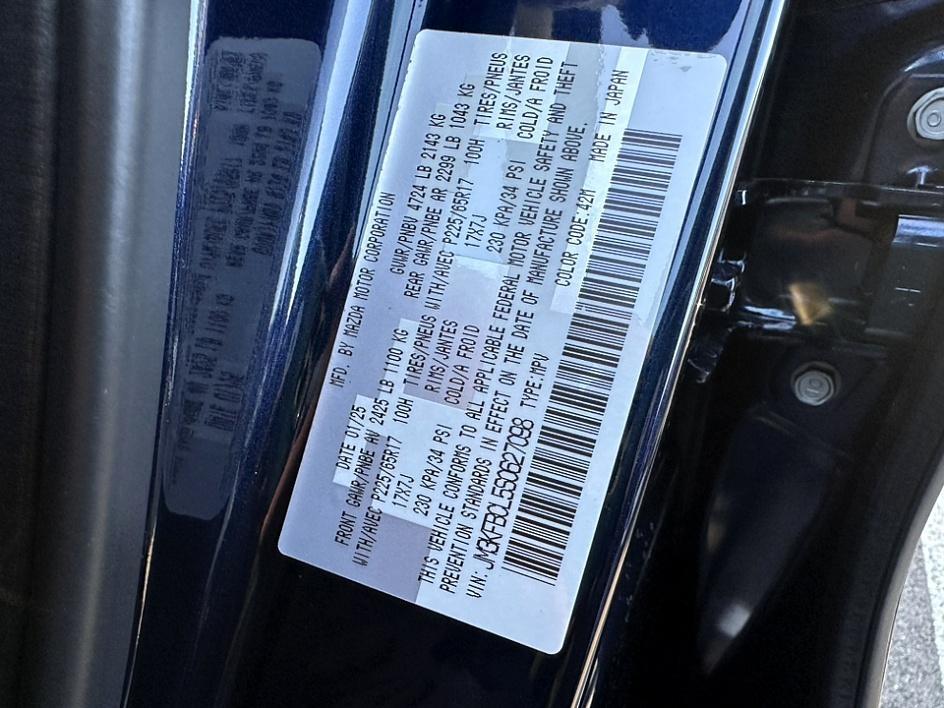 MFD. BY MAZDA MOTOR CORPORATION
DATE 01/25 GVWR/PNBV 4724 LB 2143 KG
FRONT GAWR/PNBE AV 2425 LB 1100 KG REAR GAWR/PNBE AR 2299 LB 1043 KG
WITH/AVEC P225/65R17 100H TIRES/PNEUS WITH/AVEC P225/65R17 100H TIRES/PNEUS
17X7J RIMS/JANTES 17X7J RIMS/JANTES
230 KPA/34 PSI COLD/A FROID 230 KPA/34 PSI COLD/A FROID
THIS VEHICLE CONFORMS TO ALL APPLICABLE FEDERAL MOTOR VEHICLE SAFETY AND THEFT
PREVENTION STANDARDS IN EFFECT ON THE DATE OF MANUFACTURE SHOWN ABOVE.
VIN: JM3KFBCL5S0627098 TYPE:MPV COLOR CODE:42M MADE IN JAPAN